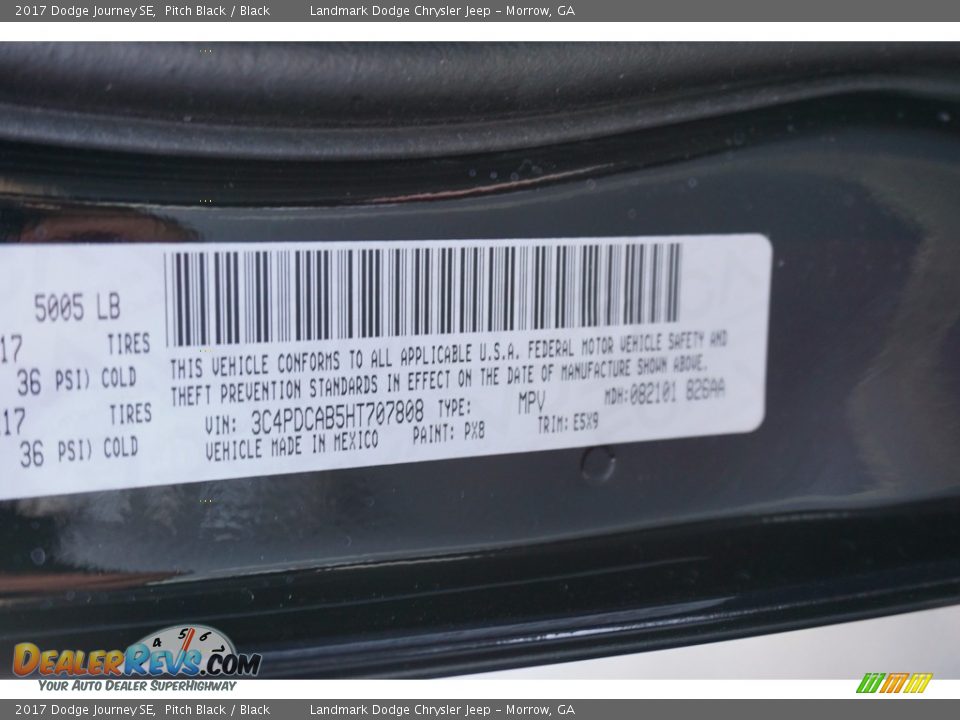 2017 Dodge Journey SE, Pitch Black / Black Landmark Dodge Chrysler Jeep - Morrow, GA
5005 LB
17 TIRES
36 PSI) COLD
17 TIRES
36 PSI) COLD
THIS VEHICLE CONFORMS TO ALL APPLICABLE U.S.A. FEDERAL MOTOR VEHICLE SAFETY AND
THEFT PREVENTION STANDARDS IN EFFECT ON THE DATE OF MANUFACTURE SHOWN ABOVE.
VIN: 3C4PDCAB5HT707808 TYPE: MPV MDH:082101 826AA
VEHICLE MADE IN MEXICO PAINT: PX8 TRIM: E5X9
4 5 6
DealerRevs.com
Your Auto Dealer SuperHighway
2017 Dodge Journey SE, Pitch Black / Black Landmark Dodge Chrysler Jeep - Morrow, GA